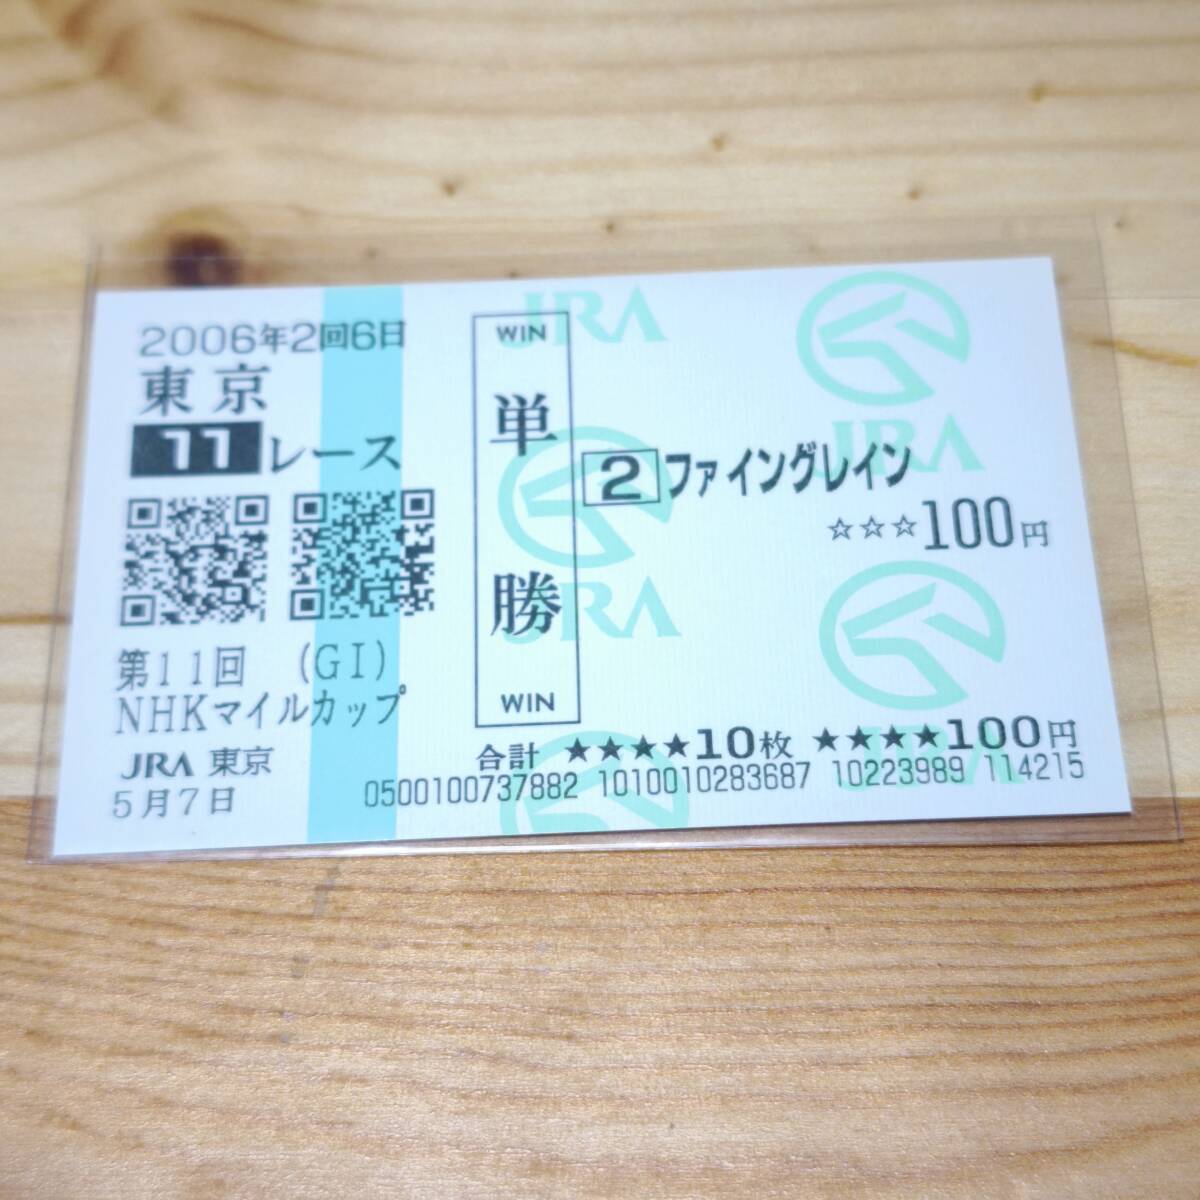 2006年2回6日
東京
11レース
第11回 (GI)
NHKマイルカップ
JRA 東京
5月7日
WIN
単勝
WIN
2 ファイングレイン
☆☆☆100円
合計 ★★★★10枚 ★★★★100円
0500100737882 1010010283687 10223989 114215
JRA
JRA
JRA